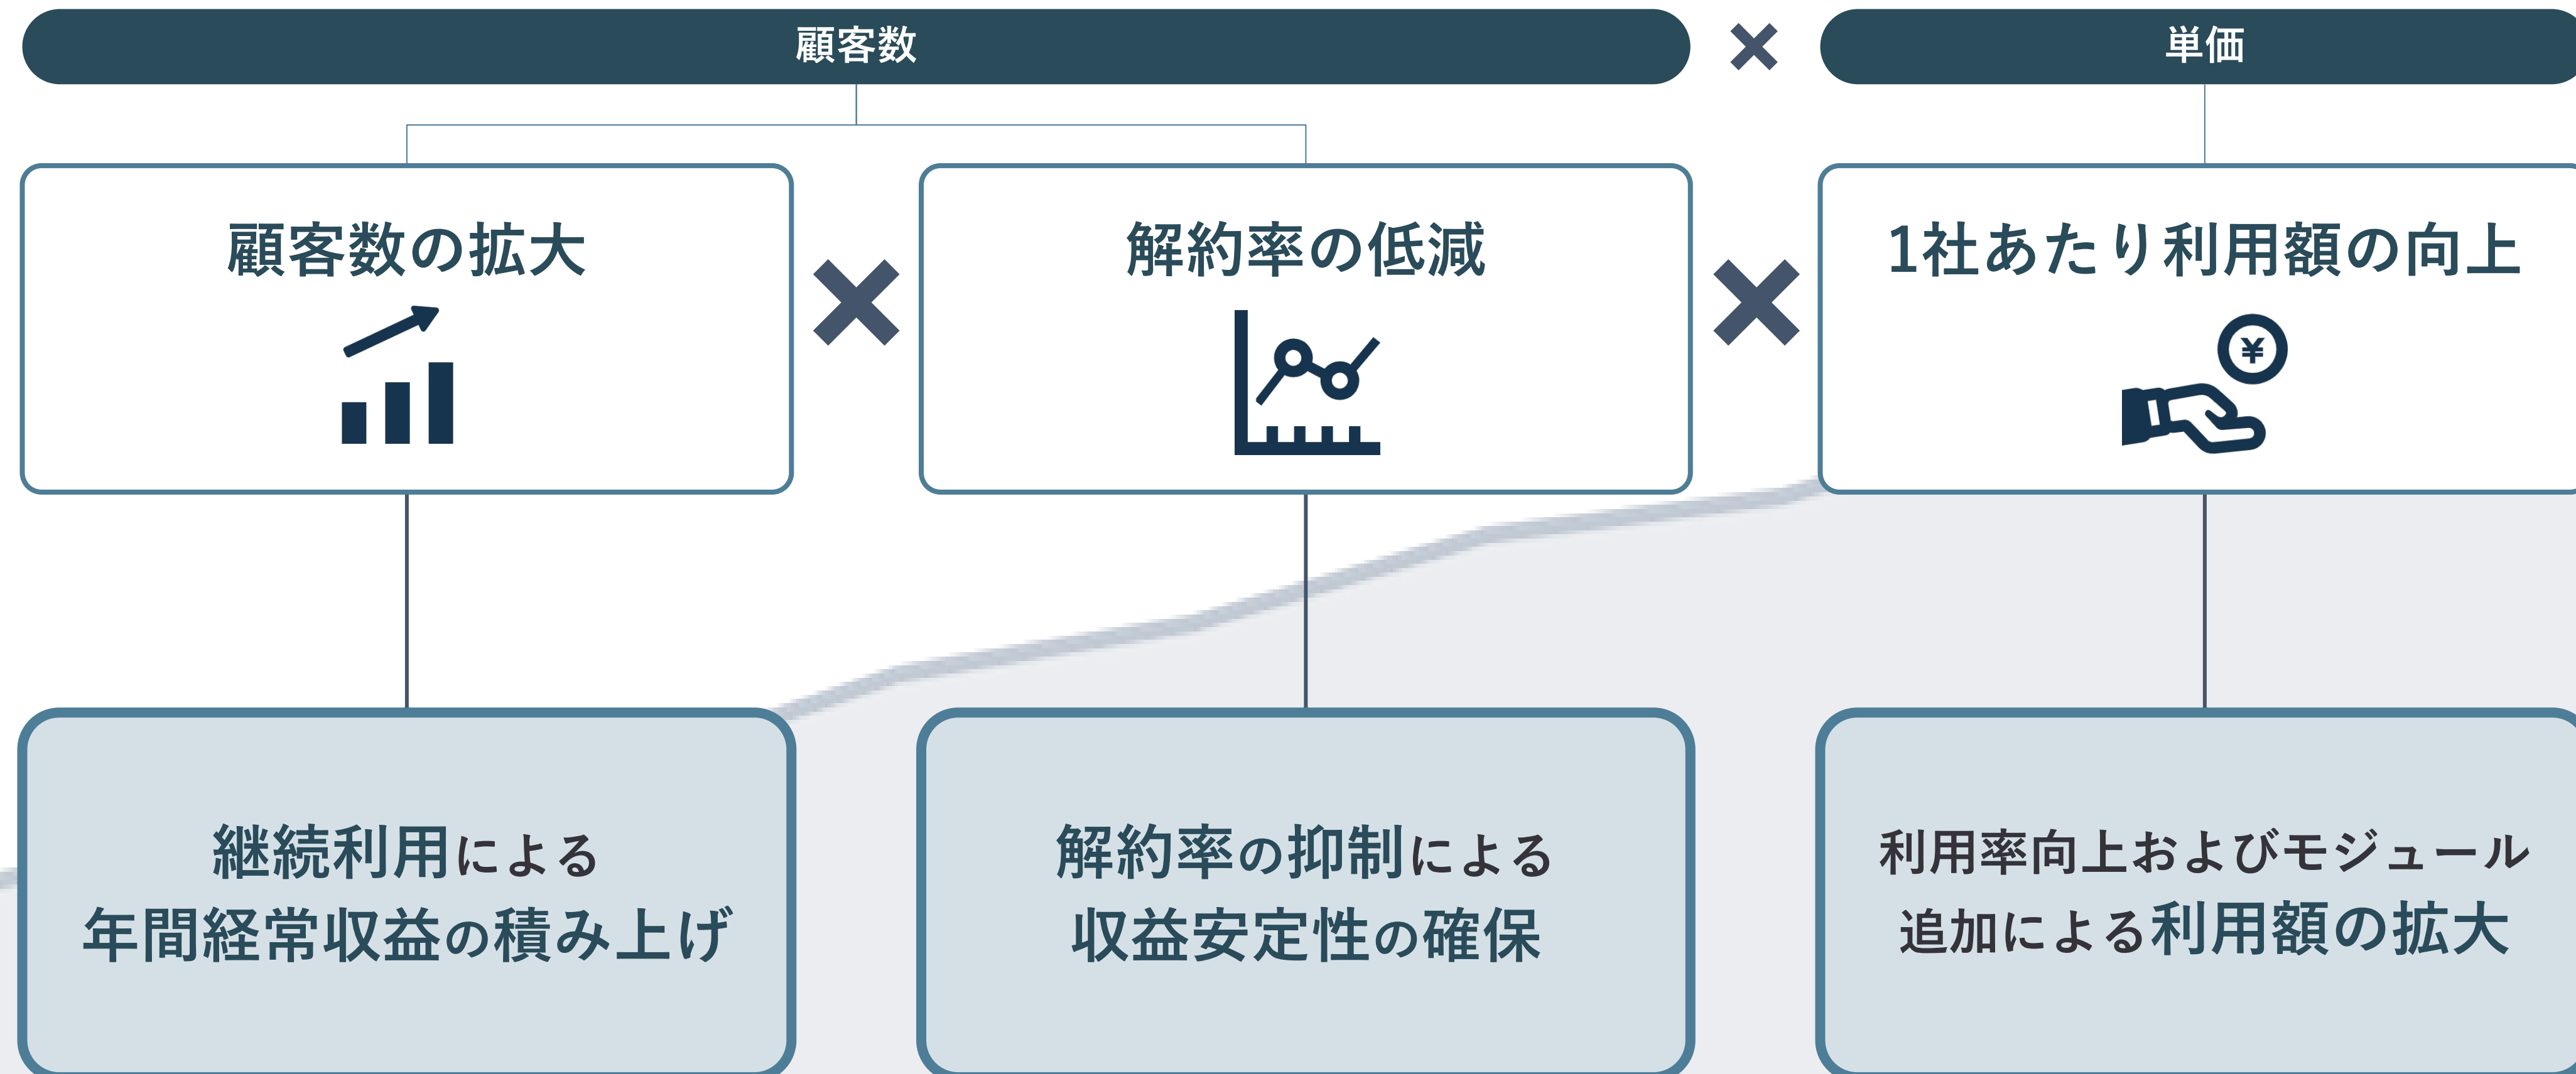 顧客数
単価
顧客数の拡大
解約率の低減
1社あたり利用額の向上
¥
継続利用による
年間経常収益の積み上げ
解約率の抑制による
収益安定性の確保
利用率向上およびモジュール
追加による利用額の拡大